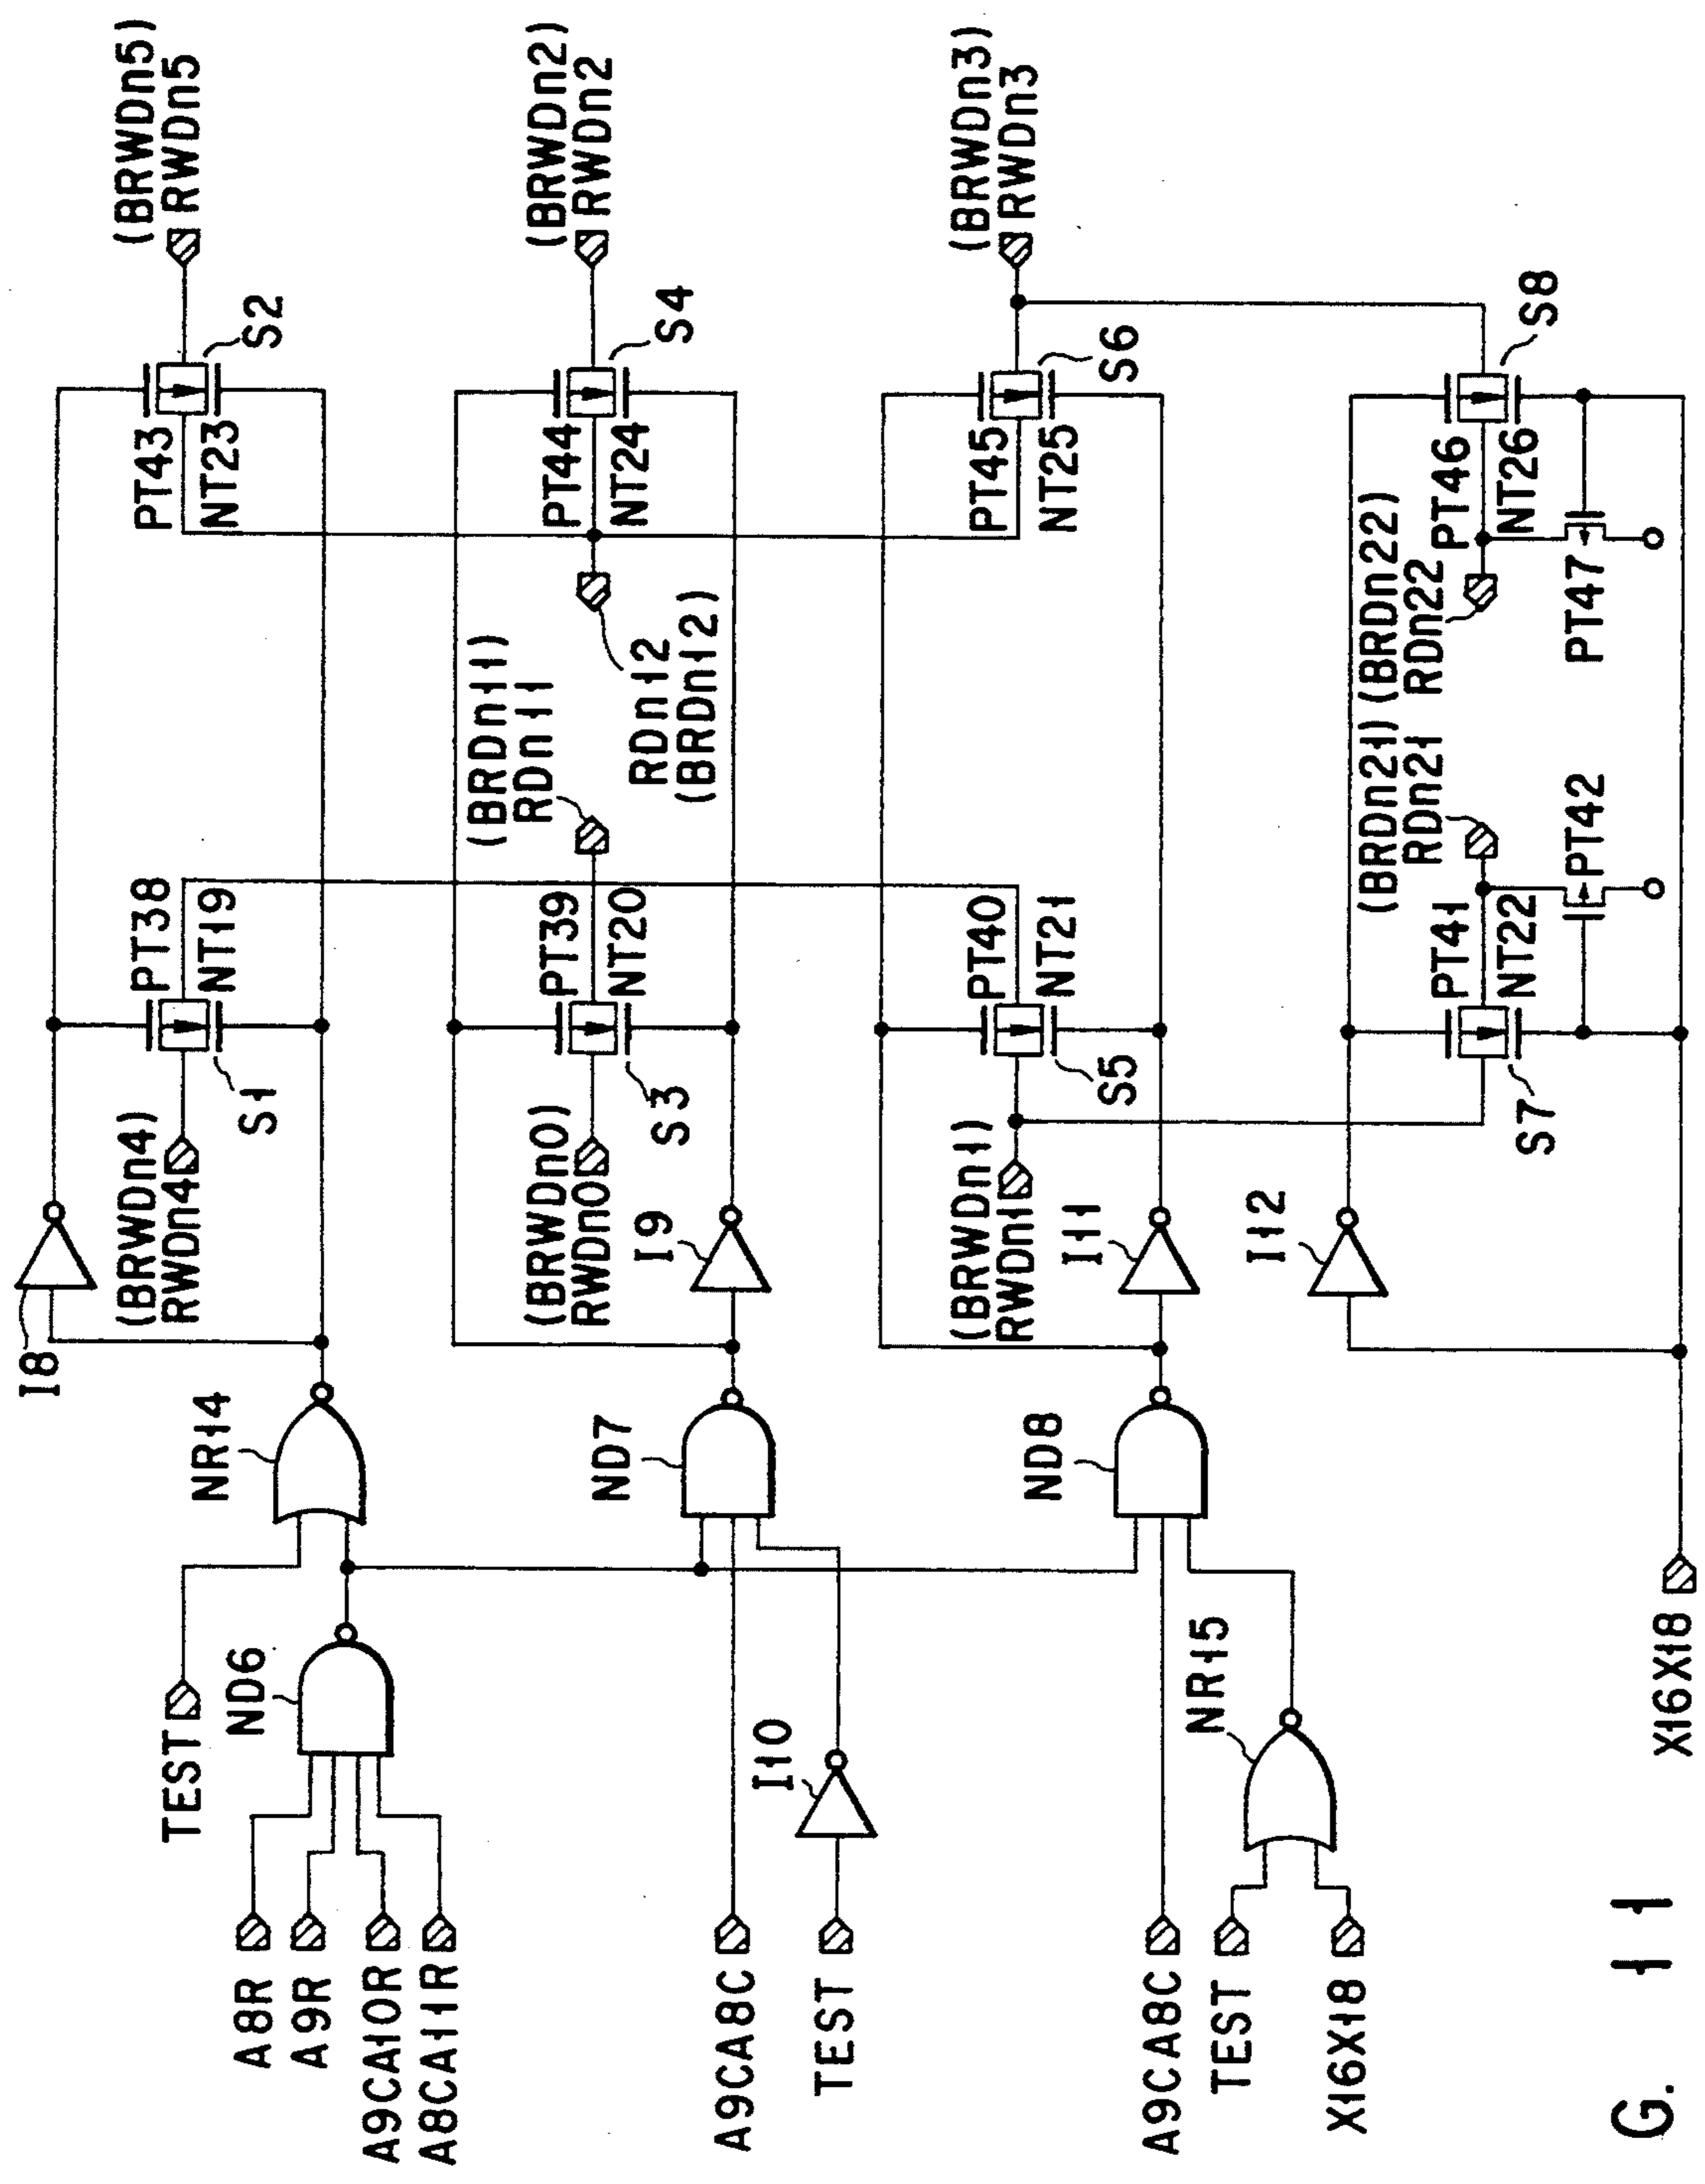 (BRWDn5)
RWDn5
(BRWDn2)
RWDn2
(BRWDn3)
RWDn3
S2
S4
S6
S8
PT43
NT23
PT44
NT24
PT45
NT25
PT46
NT26
(BRDn22)
RDn22
PT47
RDn12
(BRDn12)
(BRDn11)
RDn11
(BRDn21)
RDn21
PT42
PT38
NT19
PT39
NT20
PT40
NT21
PT41
NT22
S1
S3
S5
S7
(BRWDn4)
RWDn4
(BRWDn0)
RWDn0
(BRWDn1)
RWDn1
I8
I9
I11
I12
NR14
ND7
ND8
TEST
ND6
I10
NR15
X16X18
A8R
A9R
A9CA10R
A8CA11R
A9CA8C
TEST
A9CA8C
TEST
X16X18
G. 11